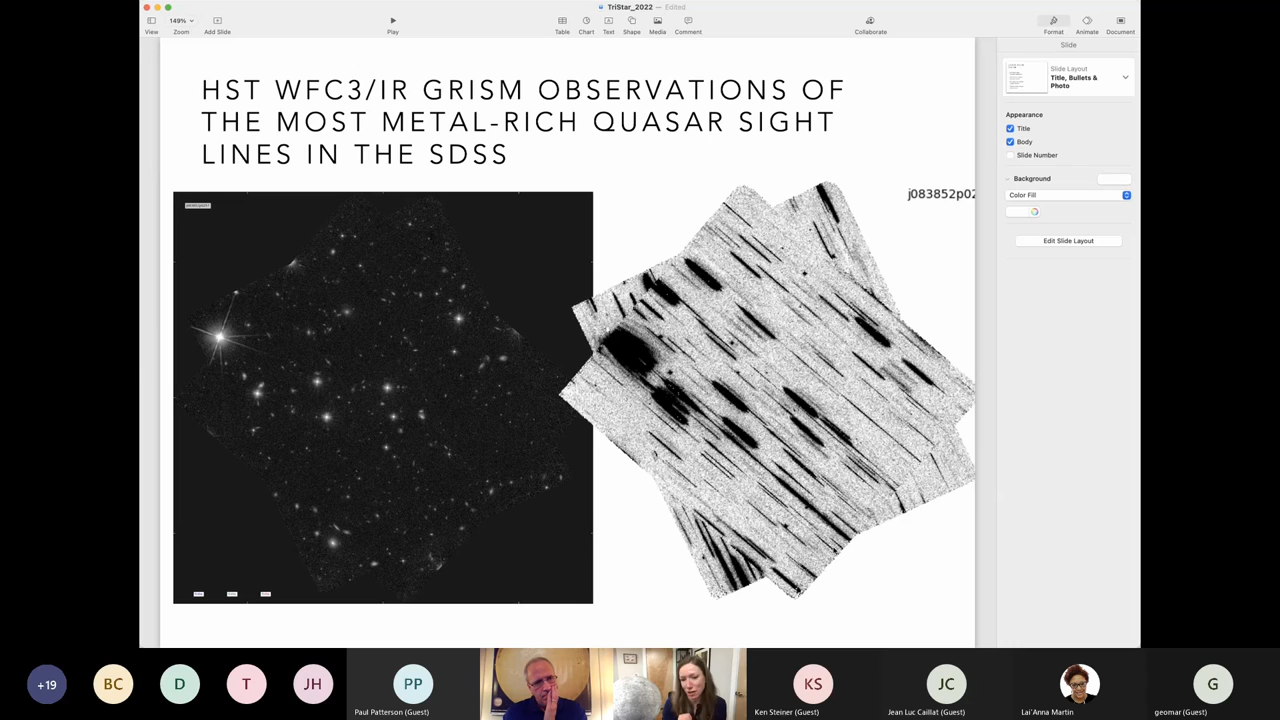 TriStar_2022 — Edited
149%
View
Zoom
Add Slide
Play
Table
Chart
Text
Shape
Media
Comment
Collaborate
Format
Animate
Document
HST WFC3/IR GRISM OBSERVATIONS OF
THE MOST METAL-RICH QUASAR SIGHT
LINES IN THE SDSS
j083852p02
Slide
Slide Layout
Title, Bullets &
Photo
Appearance
Title
Body
Slide Number
Background
Color Fill
Edit Slide Layout
+19
BC
D
T
JH
PP
Paul Patterson (Guest)
KS
Ken Steiner (Guest)
JC
Jean Luc Caillat (Guest)
Lai'Anna Martin
G
geomar (Guest)